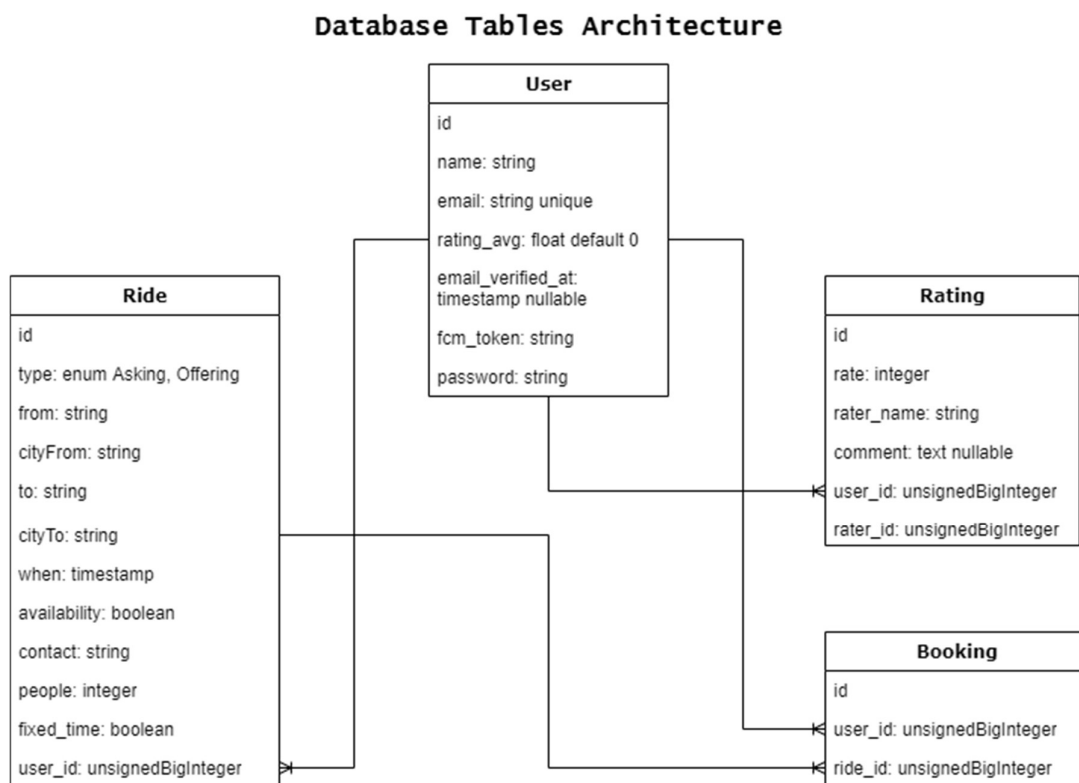 Database Tables Architecture
User
id
name: string
email: string unique
rating_avg: float default 0
email_verified_at:
timestamp nullable
fcm_token: string
password: string
Ride
id
type: enum Asking, Offering
from: string
cityFrom: string
to: string
cityTo: string
when: timestamp
availability: boolean
contact: string
people: integer
fixed_time: boolean
user_id: unsignedBigInteger
Rating
id
rate: integer
rater_name: string
comment: text nullable
user_id: unsignedBigInteger
rater_id: unsignedBigInteger
Booking
id
user_id: unsignedBigInteger
ride_id: unsignedBigInteger